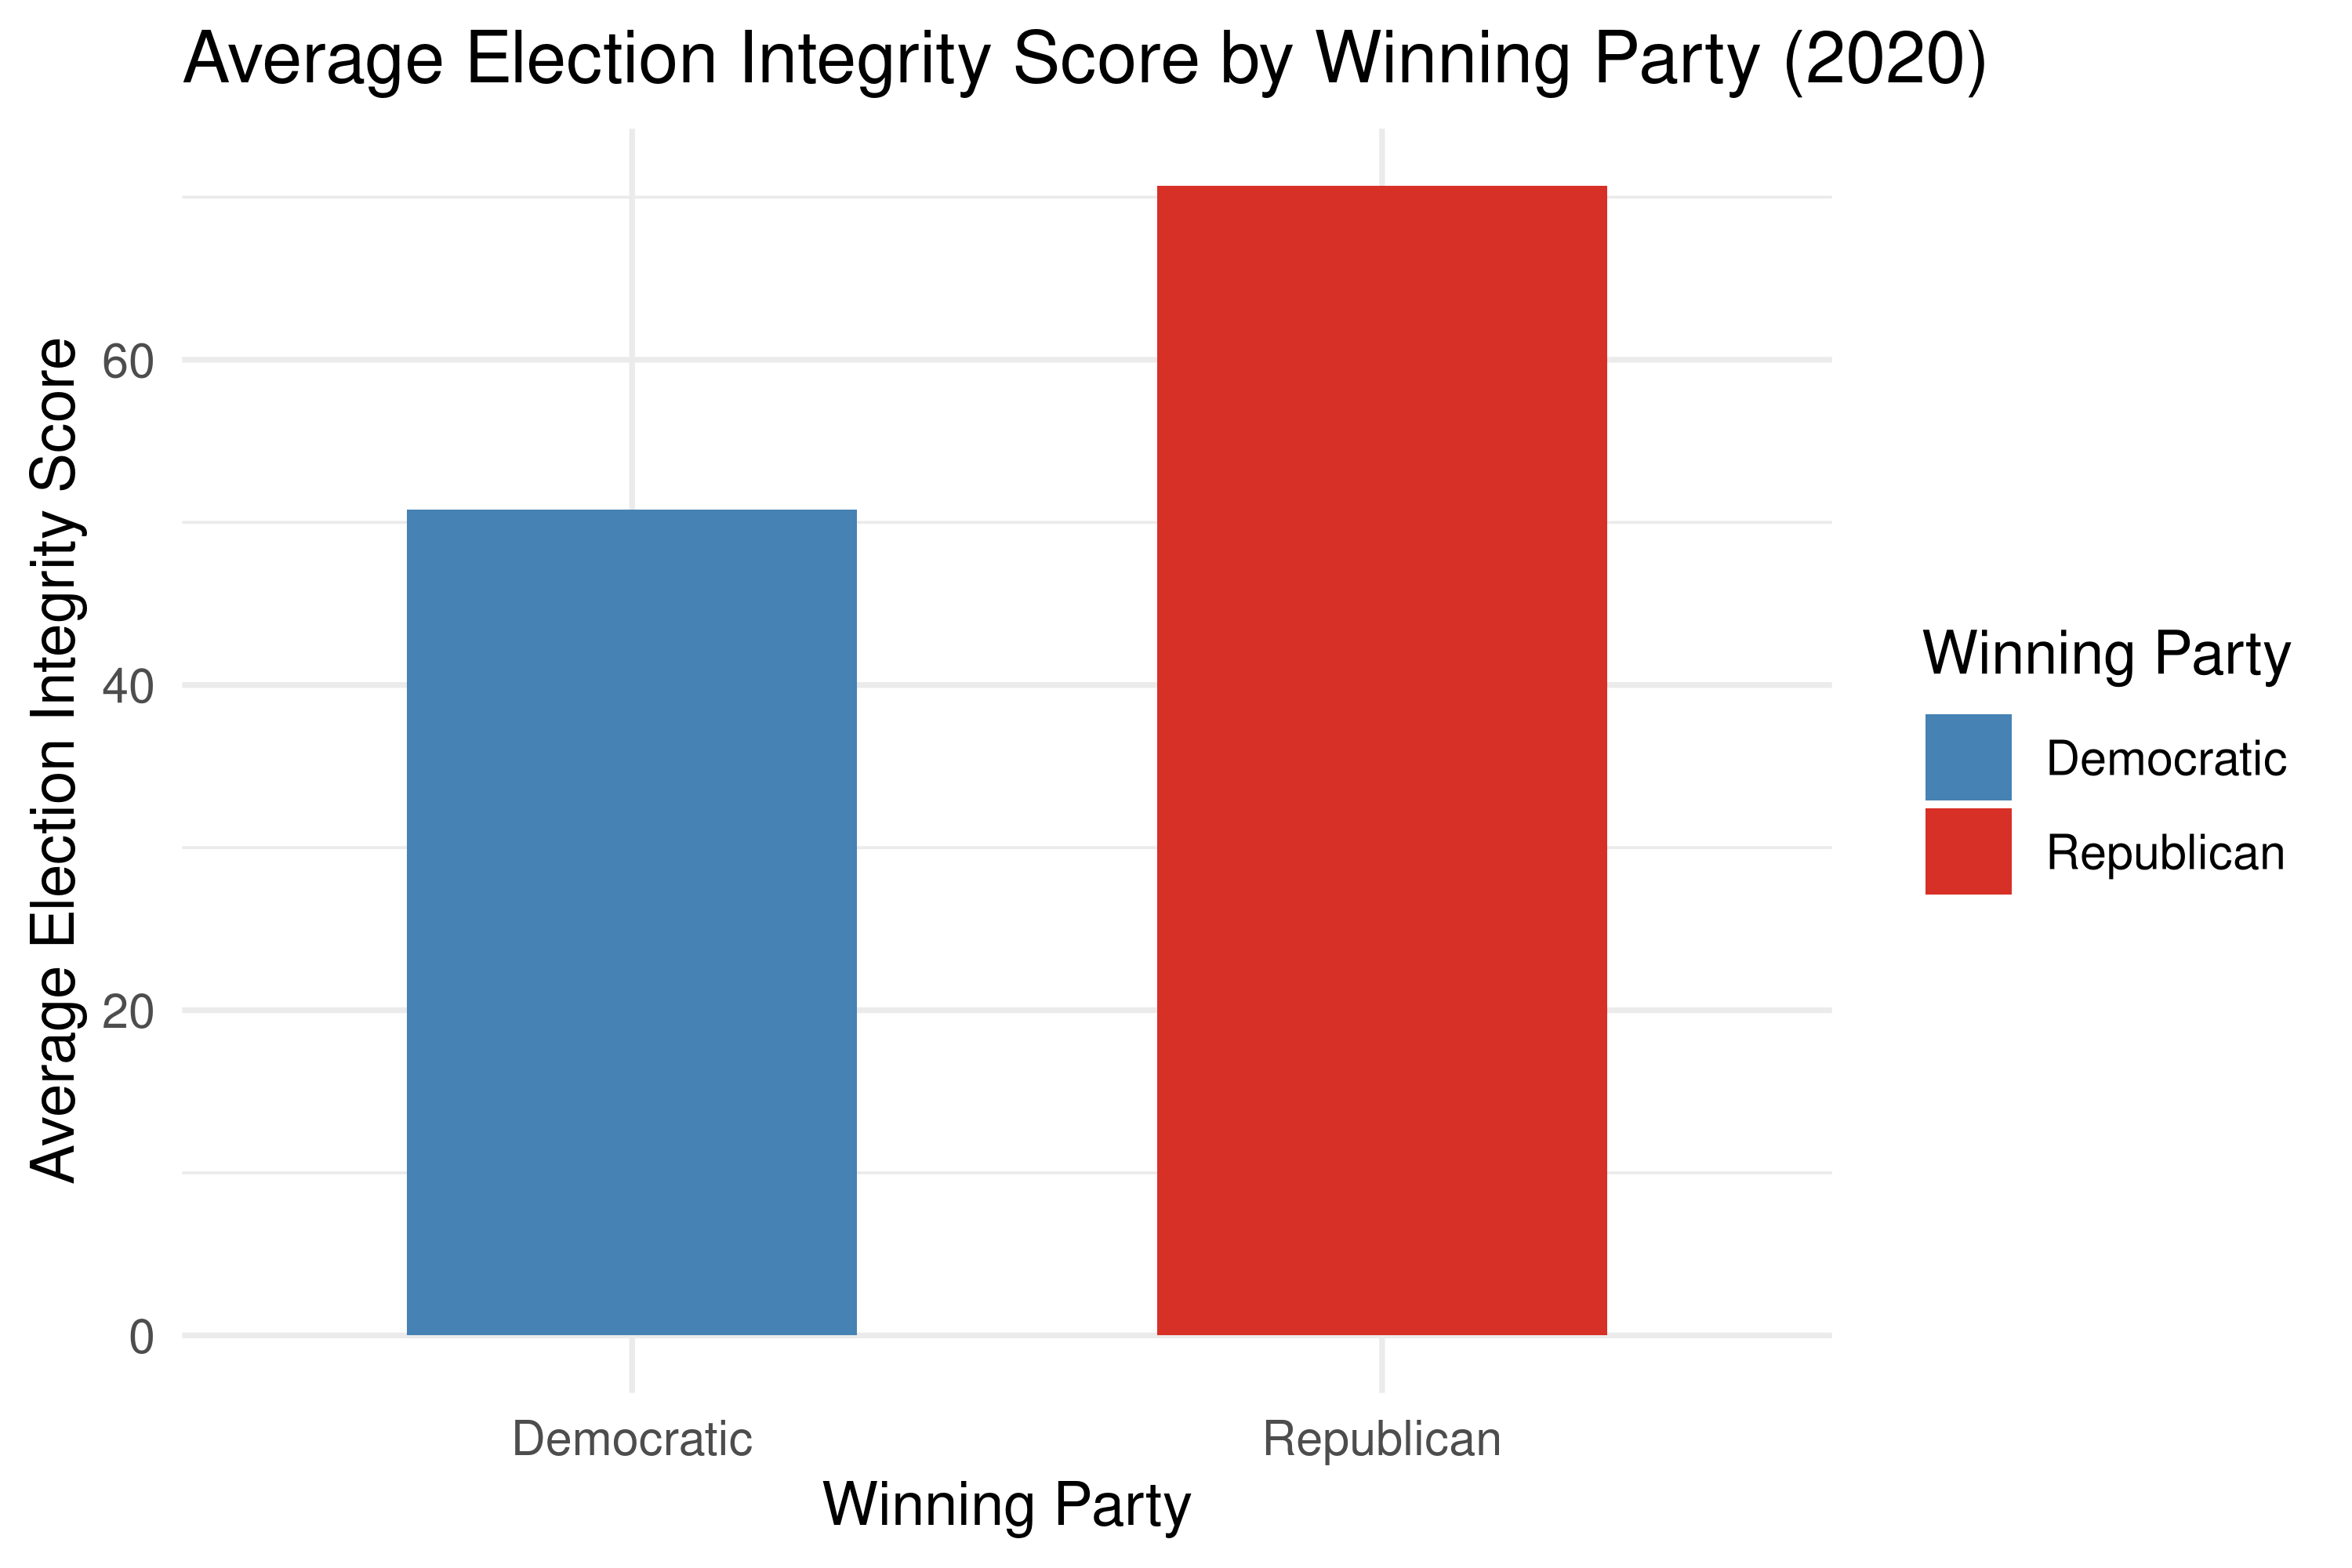 Average Election Integrity Score by Winning Party (2020)
Average Election Integrity Score
60
40
20
0
Democratic
Republican
Winning Party
Winning Party
Democratic
Republican